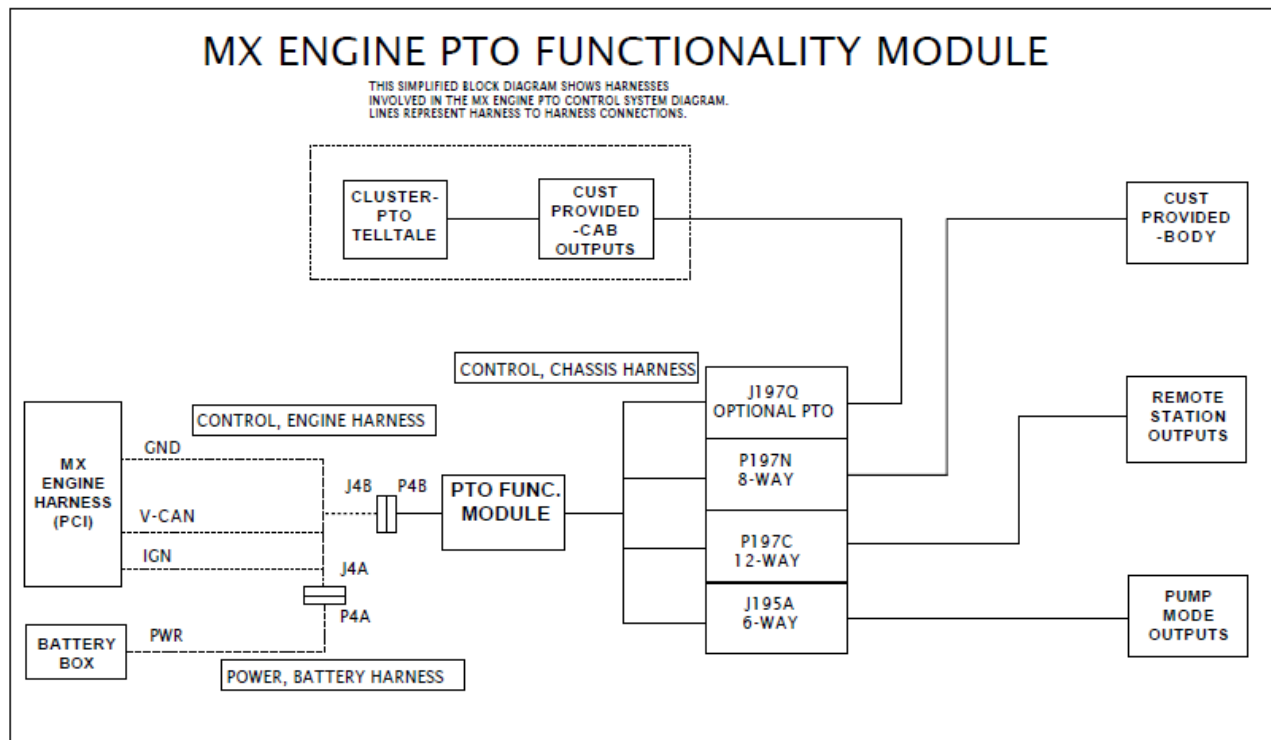 MX ENGINE PTO FUNCTIONALITY MODULE
THIS SIMPLIFIED BLOCK DIAGRAM SHOWS HARNESSES
INVOLVED IN THE MX ENGINE PTO CONTROL SYSTEM DIAGRAM.
LINES REPRESENT HARNESS TO HARNESS CONNECTIONS.
CLUSTER-
PTO
TELLTALE
CUST
PROVIDED
-CAB
OUTPUTS
CUST
PROVIDED
-BODY
CONTROL, CHASSIS HARNESS
J197Q
OPTIONAL PTO
REMOTE
STATION
OUTPUTS
CONTROL, ENGINE HARNESS
MX
ENGINE
HARNESS
(PCI)
GND
V-CAN
IGN
J4B
P4B
PTO FUNC.
MODULE
P197N
8-WAY
P197C
12-WAY
J4A
P4A
J195A
6-WAY
PUMP
MODE
OUTPUTS
BATTERY
BOX
PWR
POWER, BATTERY HARNESS